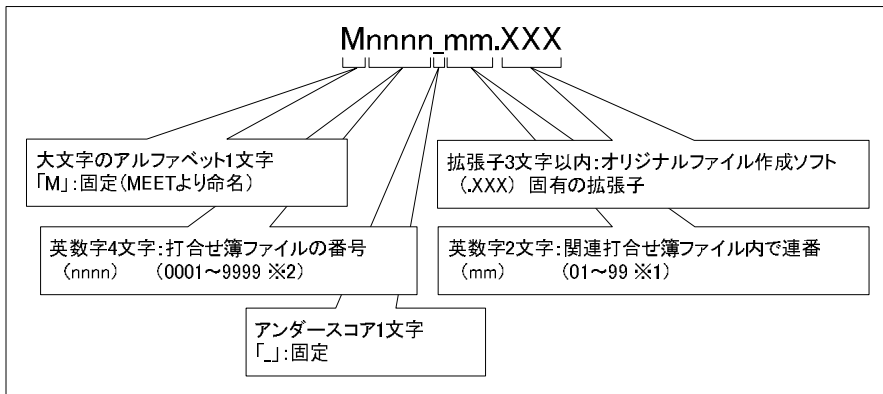 Mnnnn_mm.XXX
大文字のアルファベット1文字
「M」:固定(MEETより命名)
拡張子3文字以内:オリジナルファイル作成ソフト
(.XXX) 固有の拡張子
英数字4文字:打合せ簿ファイルの番号
(nnnn) (0001～9999 ※2)
英数字2文字:関連打合せ簿ファイル内で連番
(mm) (01～99 ※1)
アンダースコア1文字
「_」:固定